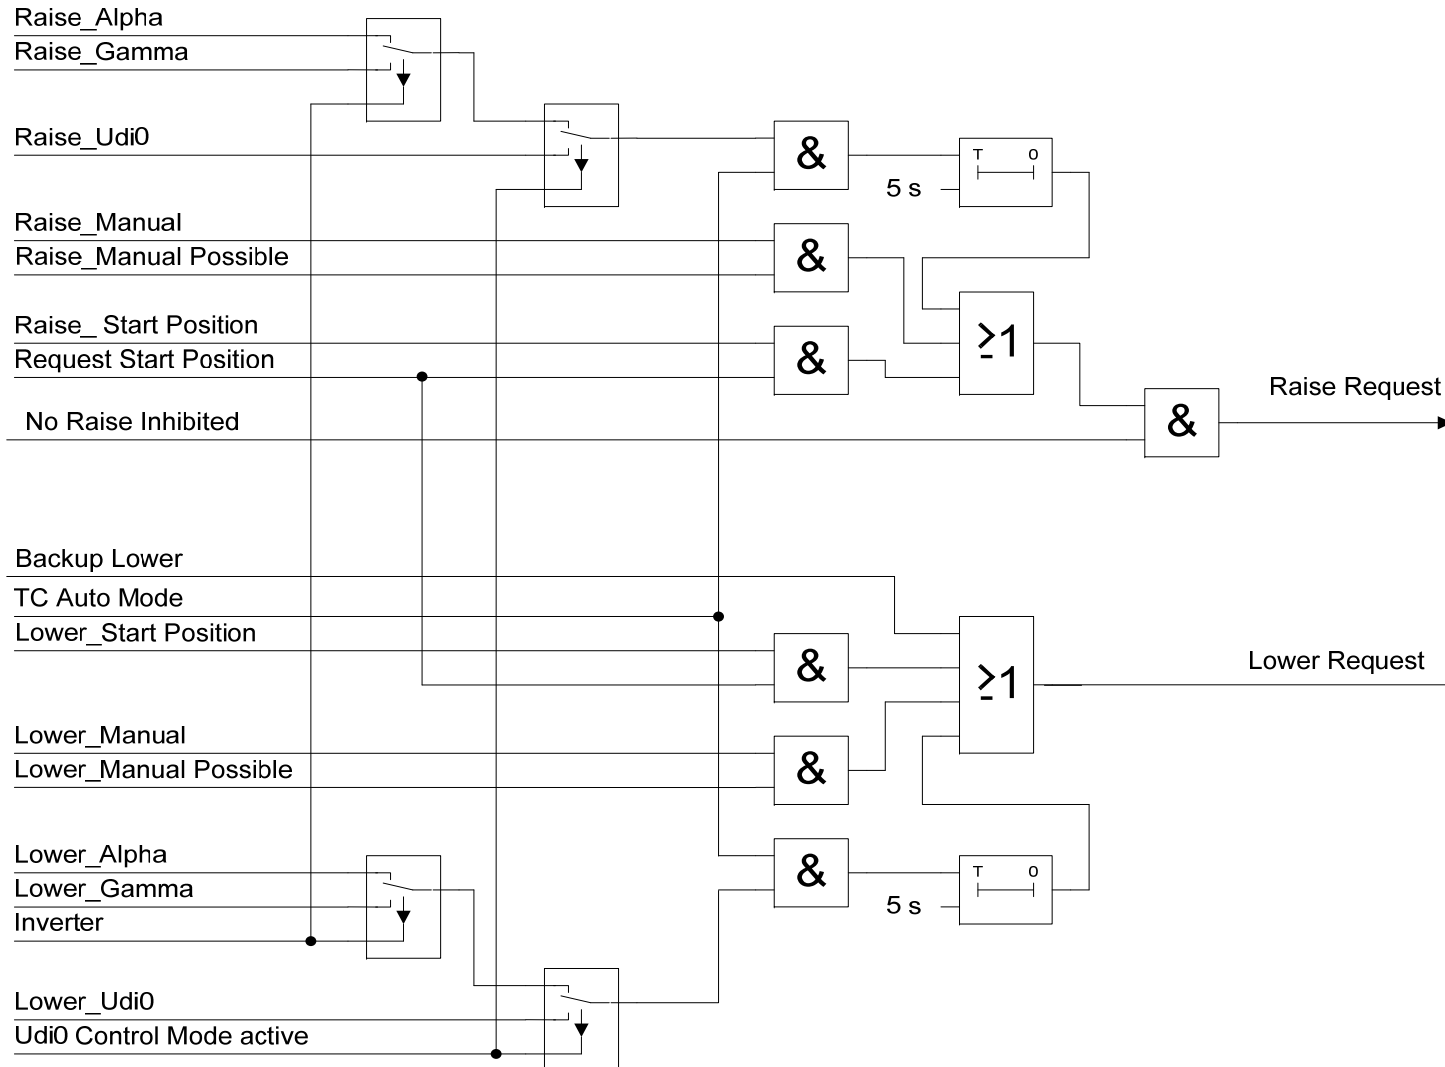 Raise_Alpha
Raise_Gamma
Raise_Udi0
&
T 0
5 s
Raise_Manual
Raise_Manual Possible
&
Raise_ Start Position
Request Start Position
&
≥1
Raise Request
No Raise Inhibited
&
Backup Lower
TC Auto Mode
Lower_Start Position
&
≥1
Lower Request
Lower_Manual
Lower_Manual Possible
&
Lower_Alpha
Lower_Gamma
Inverter
&
T 0
5 s
Lower_Udi0
Udi0 Control Mode active